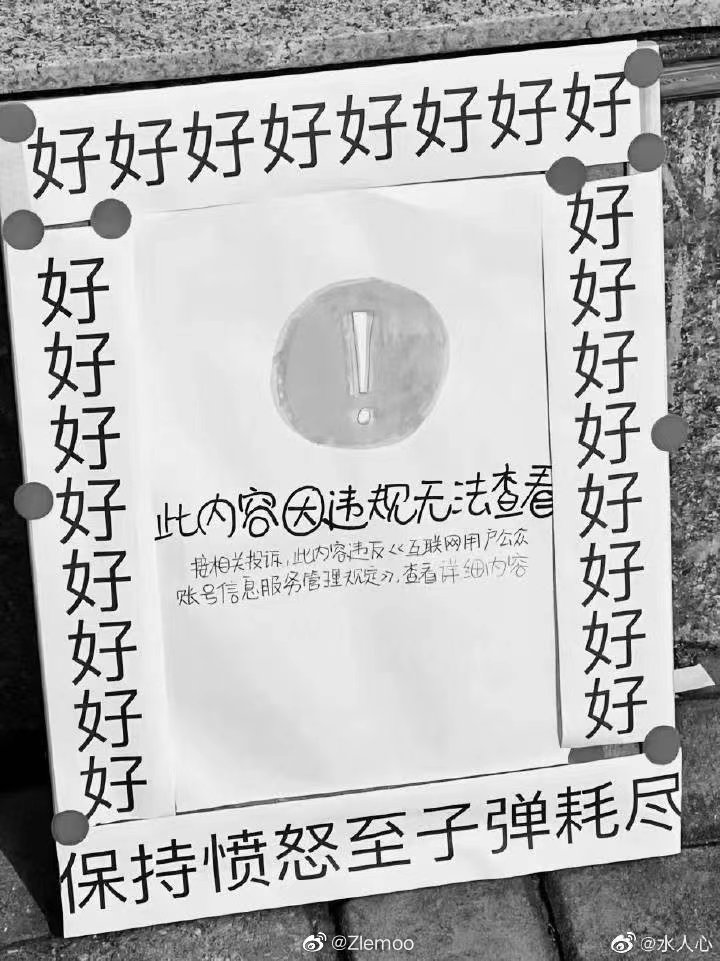 好好好好好好好好
好好好好好好好好
此内容因违规无法查看
接相关投诉,此内容违反《互联网用户公众
账号信息服务管理规定》,查看详细内容
好好好好好好好好
保持愤怒至子弹耗尽
@Zlemoo
@水人心